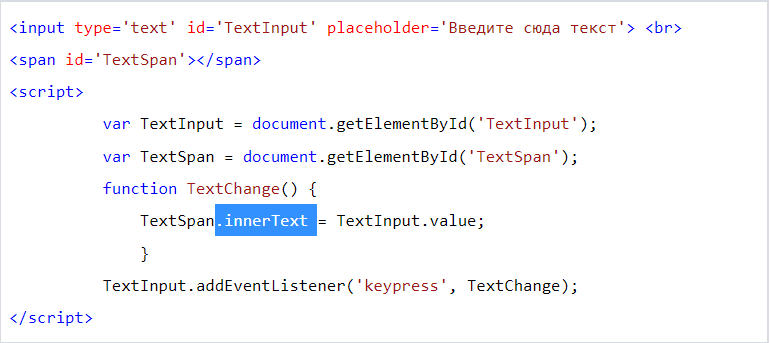 <input type='text' id='TextInput' placeholder='Введите сюда текст'> <br>
<span id='TextSpan'></span>
<script>
var TextInput = document.getElementById('TextInput');
var TextSpan = document.getElementById('TextSpan');
function TextChange() {
TextSpan.innerText = TextInput.value;
}
TextInput.addEventListener('keypress', TextChange);
</script>